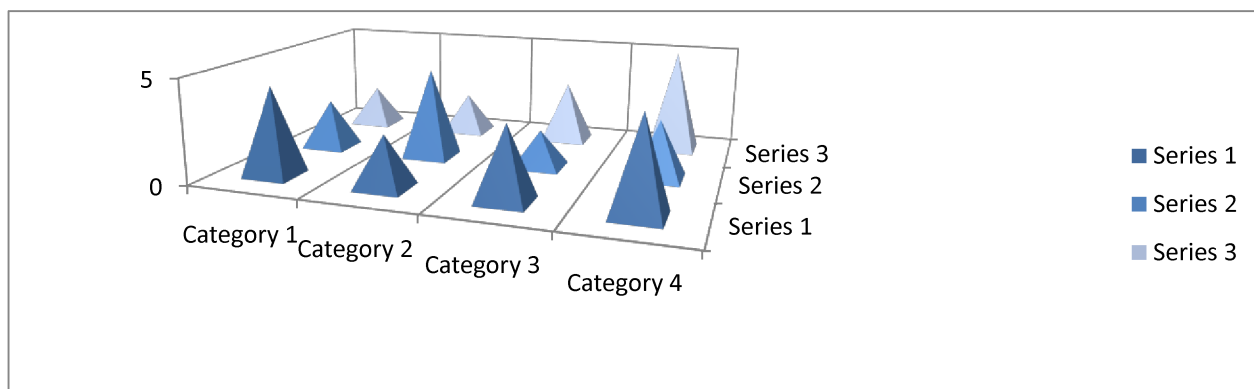 5
0
Category 1
Category 2
Category 3
Category 4
Series 3
Series 2
Series 1
Series 1
Series 2
Series 3